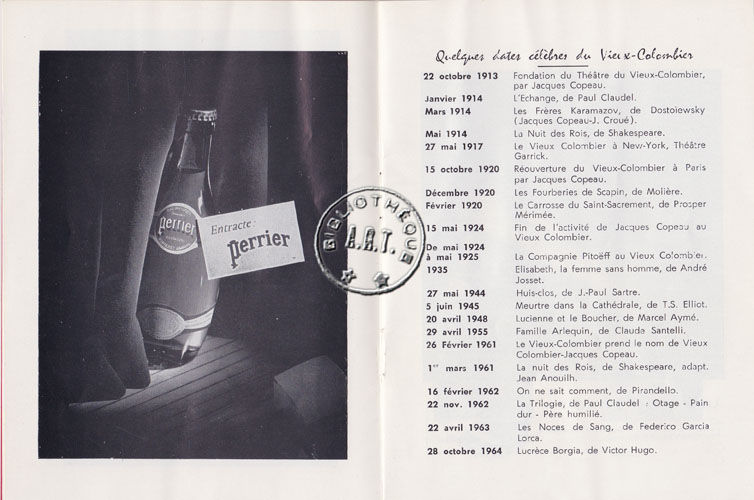 perrier
Entracte :
Perrier
BIBLIOTHÈQUE
A.R.T.
Quelques dates célèbres du Vieux-Colombier
22 octobre 1913 Fondation du Théâtre du Vieux-Colombier,
par Jacques Copeau.
Janvier 1914 L'Echange, de Paul Claudel.
Mars 1914 Les Frères Karamazov, de Dostoïewsky
(Jacques Copeau-J. Croué).
Mai 1914 La Nuit des Rois, de Shakespeare.
27 mai 1917 Le Vieux Colombier à New-York, Théâtre
Garrick.
15 octobre 1920 Réouverture du Vieux-Colombier à Paris
par Jacques Copeau.
Décembre 1920 Les Fourberies de Scapin, de Molière.
Février 1920 Le Carrosse du Saint-Sacrement, de Prosper
Mérimée.
15 mai 1924 Fin de l'activité de Jacques Copeau au
Vieux Colombier.
De mai 1924
à mai 1925 La Compagnie Pitoëff au Vieux Colombier.
1935 Elisabeth, la femme sans homme, de André
Josset.
27 mai 1944 Huis-clos, de J.-Paul Sartre.
5 juin 1945 Meurtre dans la Cathédrale, de T.S. Elliot.
20 avril 1948 Lucienne et le Boucher, de Marcel Aymé.
29 avril 1955 Famille Arlequin, de Claude Santelli.
26 Février 1961 Le Vieux-Colombier prend le nom de Vieux
Colombier-Jacques Copeau.
1er mars 1961 La nuit des Rois, de Shakespeare, adapt.
Jean Anouilh.
16 février 1962 On ne sait comment, de Pirandello.
22 nov. 1962 La Trilogie, de Paul Claudel : Otage - Pain
dur - Père humilié.
22 avril 1963 Les Noces de Sang, de Federico Garcia
Lorca.
28 octobre 1964 Lucrèce Borgia, de Victor Hugo.